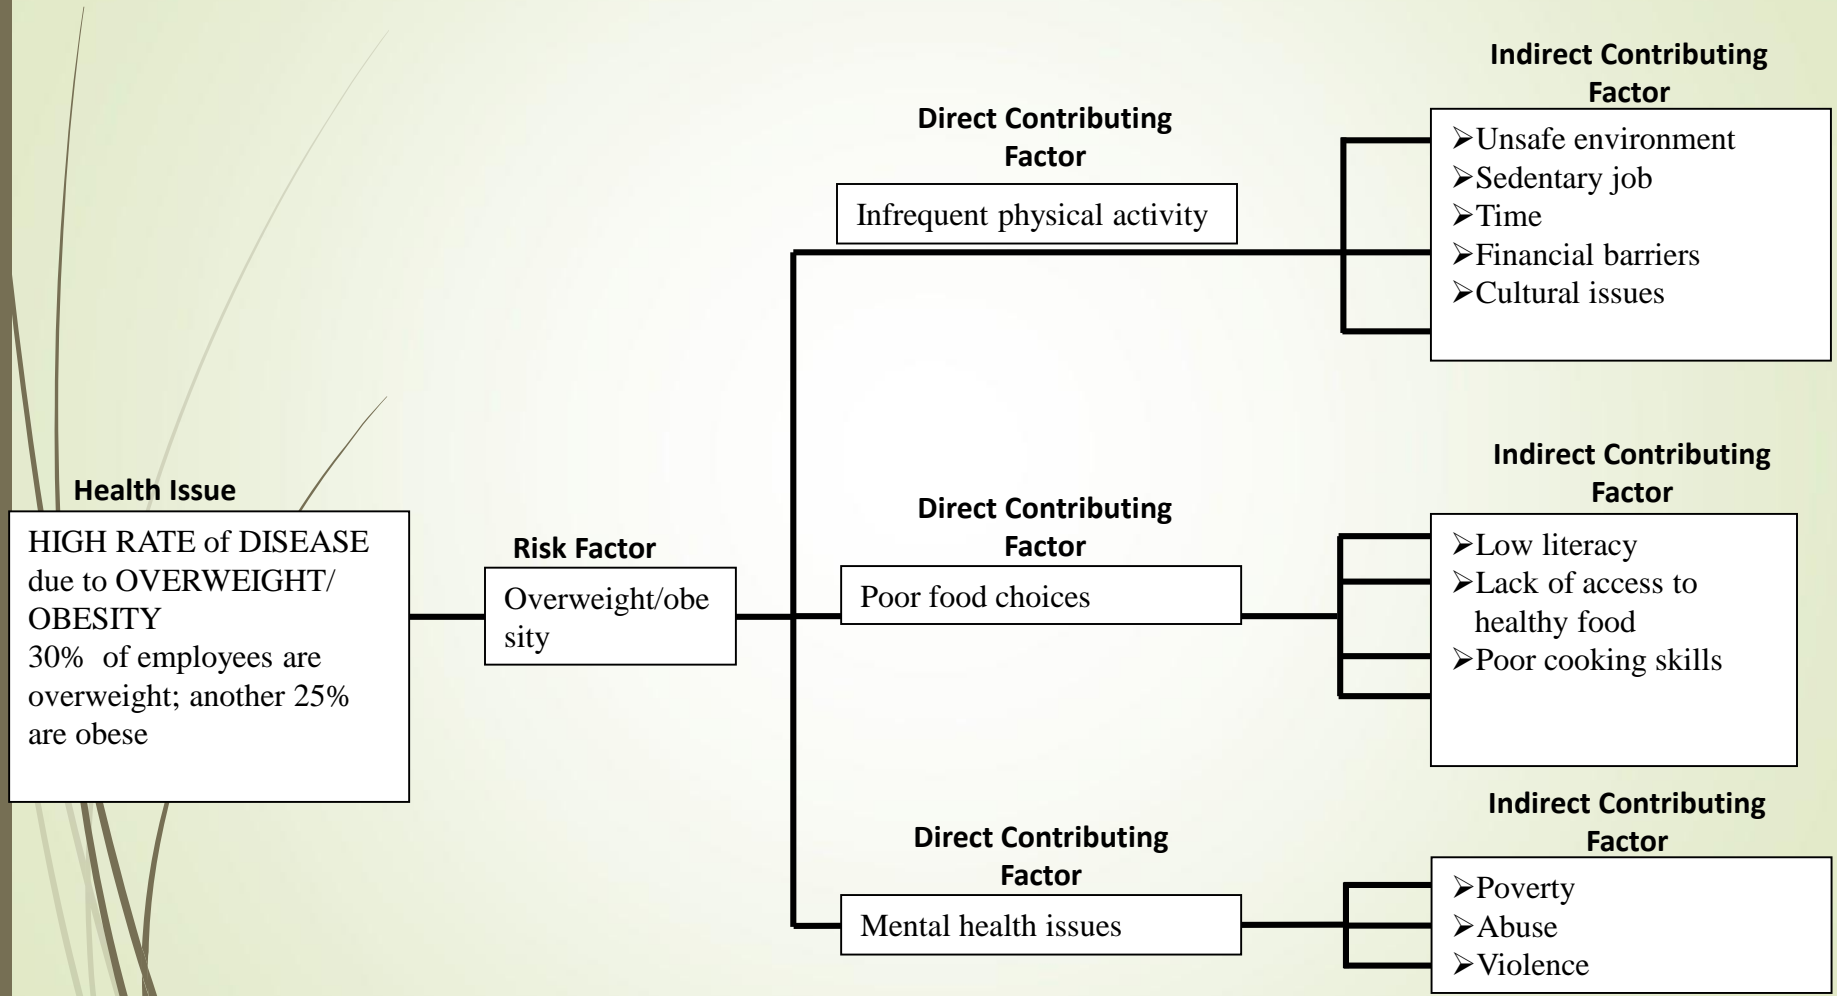 Health Issue
HIGH RATE of DISEASE
due to OVERWEIGHT/
OBESITY
30%  of employees are
overweight; another 25%
are obese
Risk Factor
Overweight/obe
sity
Direct Contributing
Factor
Infrequent physical activity
Indirect Contributing
Factor
➢Unsafe environment
➢Sedentary job
➢Time
➢Financial barriers
➢Cultural issues
Direct Contributing
Factor
Poor food choices
Indirect Contributing
Factor
➢Low literacy
➢Lack of access to
healthy food
➢Poor cooking skills
Direct Contributing
Factor
Mental health issues
Indirect Contributing
Factor
➢Poverty
➢Abuse
➢Violence